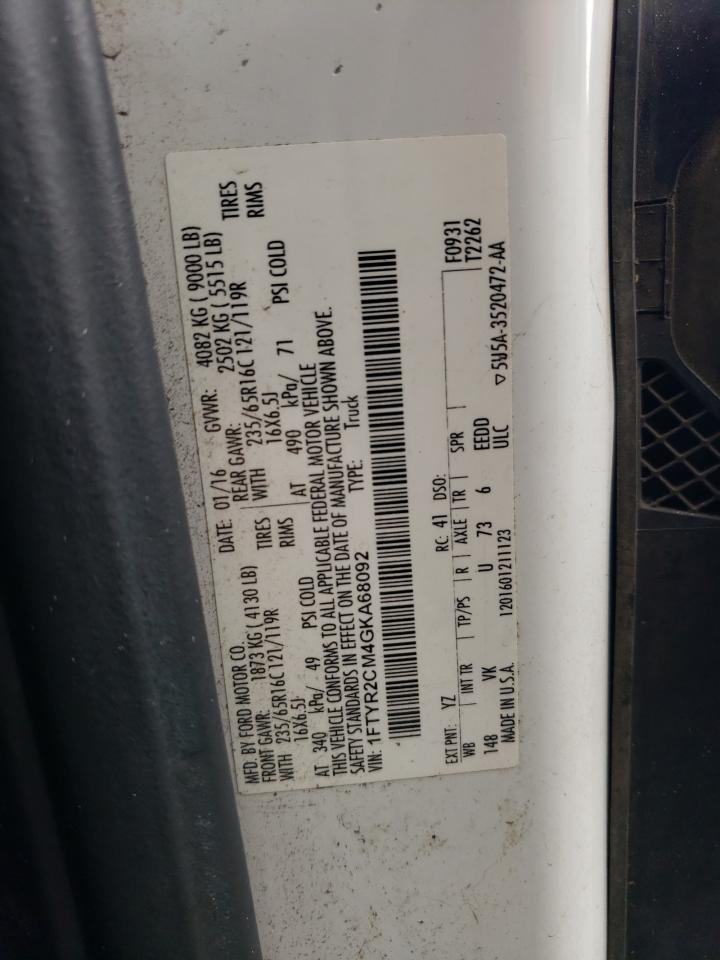 MFD. BY FORD MOTOR CO. DATE: 01/16 GVWR: 4082 KG ( 9000 LB)
FRONT GAWR: 1873 KG ( 4130 LB) REAR GAWR: 2502 KG ( 5515 LB)
WITH 235/65R16C 121/119R TIRES WITH 235/65R16C 121/119R TIRES
16X6.5J RIMS 16X6.5J RIMS
AT 340 kPa/ 49 PSI COLD AT 490 kPa/ 71 PSI COLD
THIS VEHICLE CONFORMS TO ALL APPLICABLE FEDERAL MOTOR VEHICLE
SAFETY STANDARDS IN EFFECT ON THE DATE OF MANUFACTURE SHOWN ABOVE.
VIN: 1FTYR2CM4GKA68092 TYPE: Truck
EXT PNT: YZ RC: 41 DSO: F0931
WB INT TR TP/PS R AXLE TR SPR T2262
148 VK U 73 6 EEDD
MADE IN U.S.A. 1201601211123 ULC ▽5U5A-3520472-AA